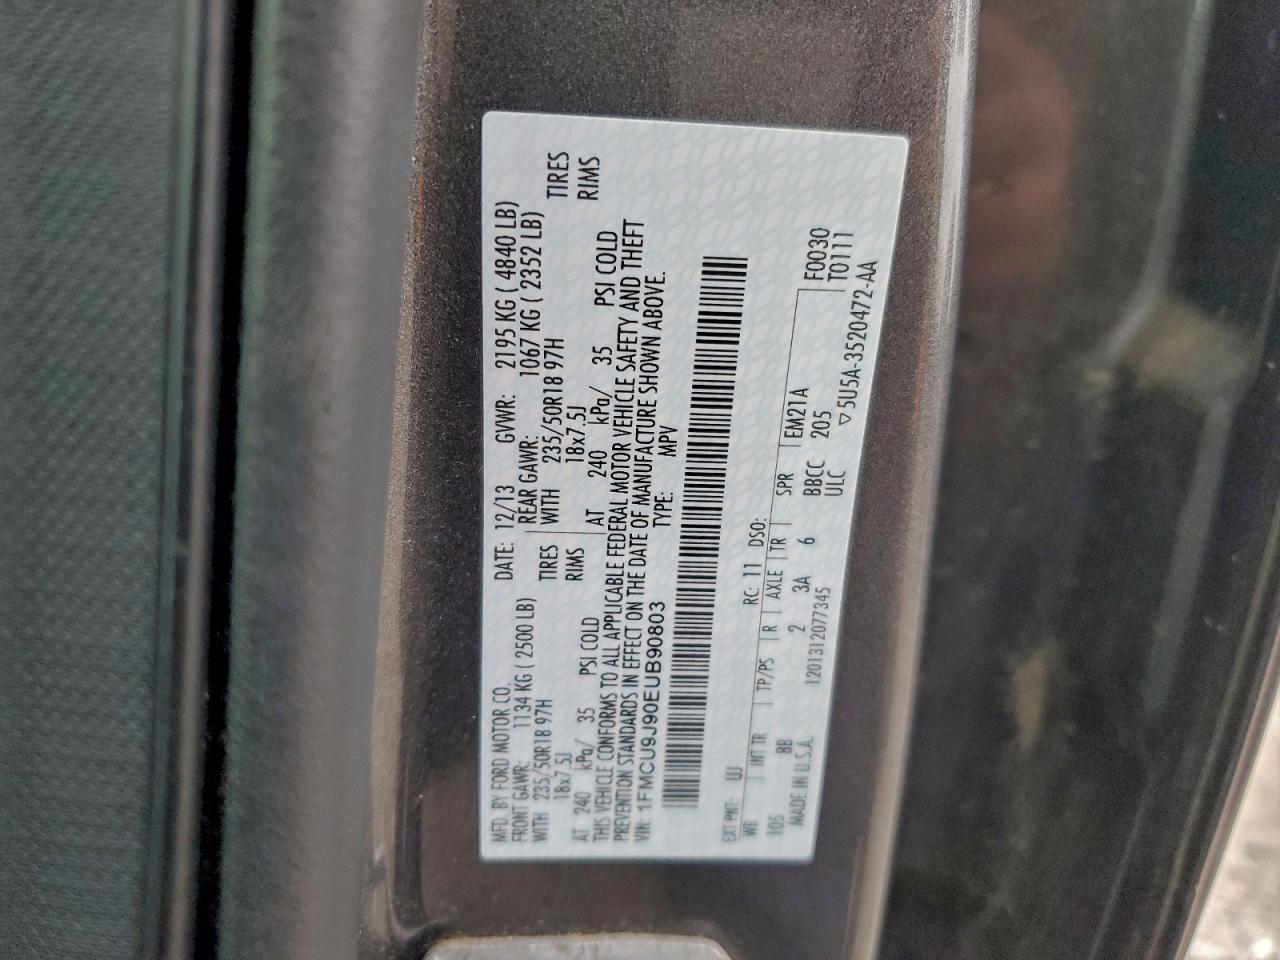 MFD. BY FORD MOTOR CO. DATE: 12/13 GVWR: 2195 KG ( 4840 LB)
FRONT GAWR: 1134 KG ( 2500 LB) REAR GAWR: 1067 KG ( 2352 LB)
WITH 235/50R18 97H TIRES WITH 235/50R18 97H TIRES
18x7.5J RIMS 18x7.5J RIMS
AT 240 kPa/ 35 PSI COLD AT 240 kPa/ 35 PSI COLD
THIS VEHICLE CONFORMS TO ALL APPLICABLE FEDERAL MOTOR VEHICLE SAFETY AND THEFT
PREVENTION STANDARDS IN EFFECT ON THE DATE OF MANUFACTURE SHOWN ABOVE.
VIN: 1FMCU9J90EUB90803 TYPE: MPV
EXT PNT: UJ RC: 11 DSO:
WB INT TR TP/PS R AXLE TR SPR EM21A F0030
105 BB 2 3A 6 BBCC 205 T0111
MADE IN U.S.A. 1201312077345 ULC ▽5U5A-3520472-AA